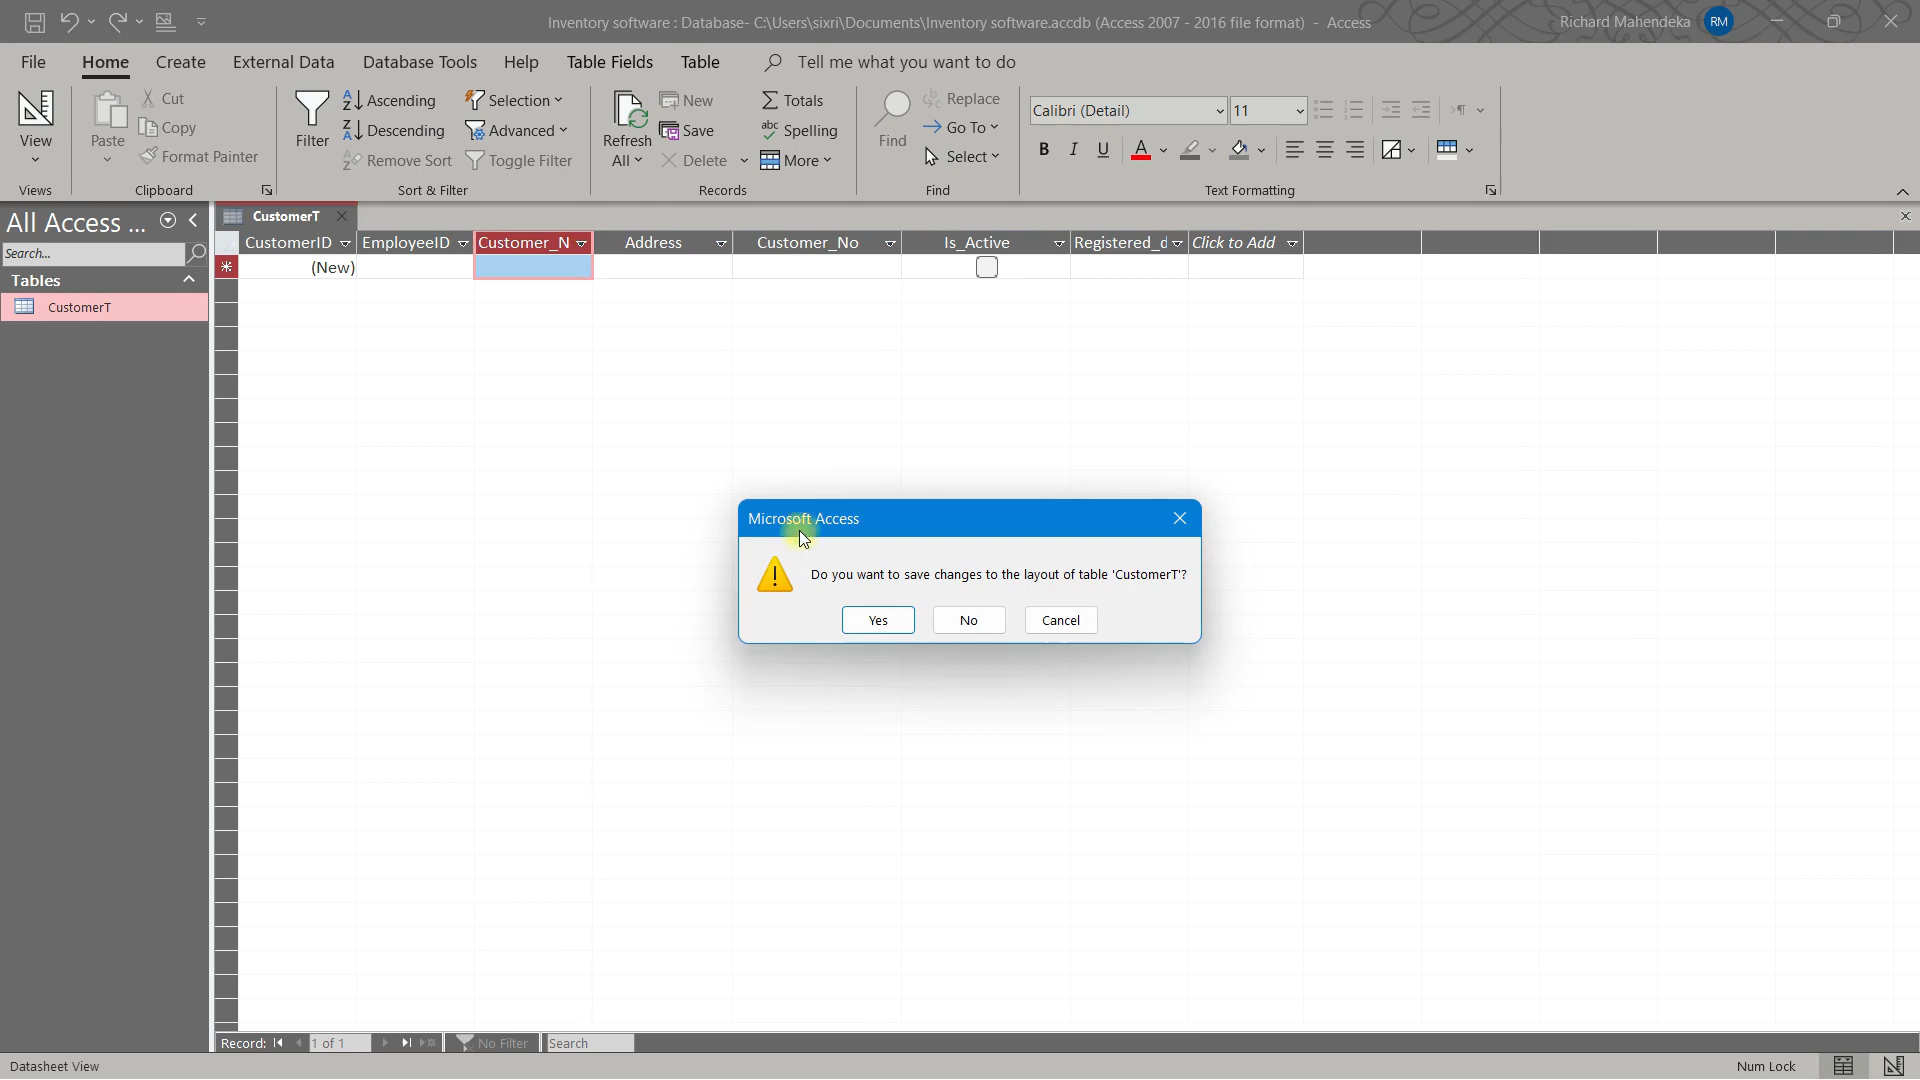 Inventory software : Database- C:\Users\sixri\Documents\Inventory software.accdb (Access 2007 - 2016 file format) - Access
Richard Mahendeka RM
File Home Create External Data Database Tools Help Table Fields Table Tell me what you want to do
View
Views
Paste
Cut
Copy
Format Painter
Clipboard
Filter
Ascending
Descending
Remove Sort
Selection
Advanced
Toggle Filter
Sort & Filter
Refresh
All
New
Save
Delete
Totals
Spelling
More
Records
Find
Replace
Go To
Select
Find
Calibri (Detail) 11
B I U A
Text Formatting
All Access ...
Search...
Tables
CustomerT
CustomerT
CustomerID EmployeeID Customer_N Address Customer_No Is_Active Registered_d Click to Add
(New)
Microsoft Access
Do you want to save changes to the layout of table 'CustomerT'?
Yes No Cancel
Record: 1 of 1 No Filter Search
Datasheet View Num Lock